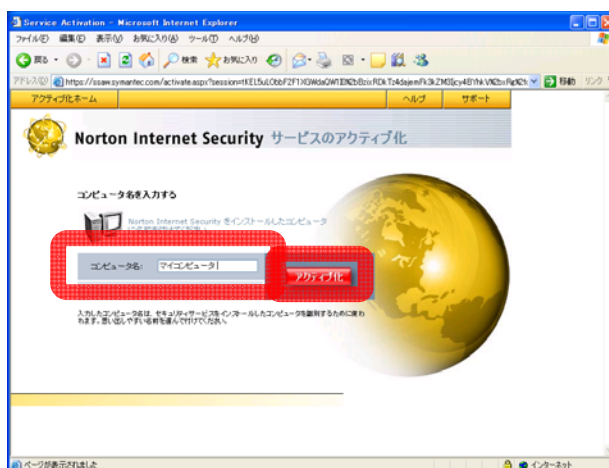 Service Activation - Microsoft Internet Explorer
ファイル(F) 編集(E) 表示(V) お気に入り(A) ツール(T) ヘルプ(H)
戻る 検索 お気に入り
アドレス(D) 移動 リンク
アクティブ化ホーム ヘルプ サポート
Norton Internet Security サービスのアクティブ化
コンピュータ名を入力する
Norton Internet Security をインストールしたコンピュータ
コンピュータ名: マイコンピュータ
アクティブ化
入力したコンピュータ名は、セキュリティサービスをインストールしたコンピュータを識別するために使わ
れます。思い出しやすい名前を選んで付けてください。
ページが表示されました インターネット